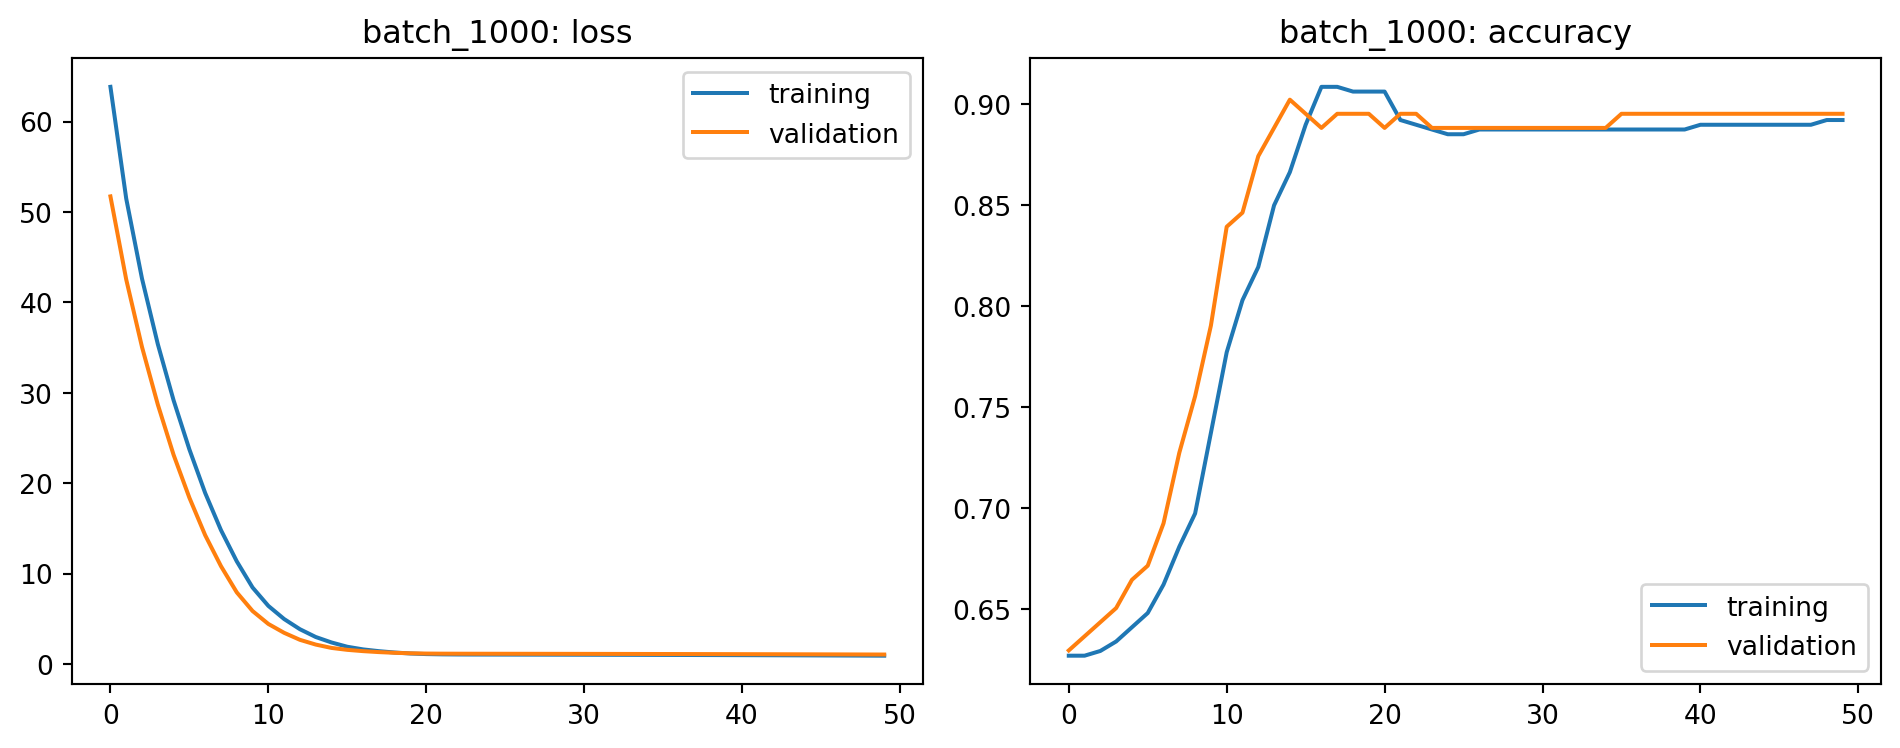 batch_1000: loss
60
50
40
30
20
10
0
0 10 20 30 40 50
training
validation
batch_1000: accuracy
0.90
0.85
0.80
0.75
0.70
0.65
0 10 20 30 40 50
training
validation